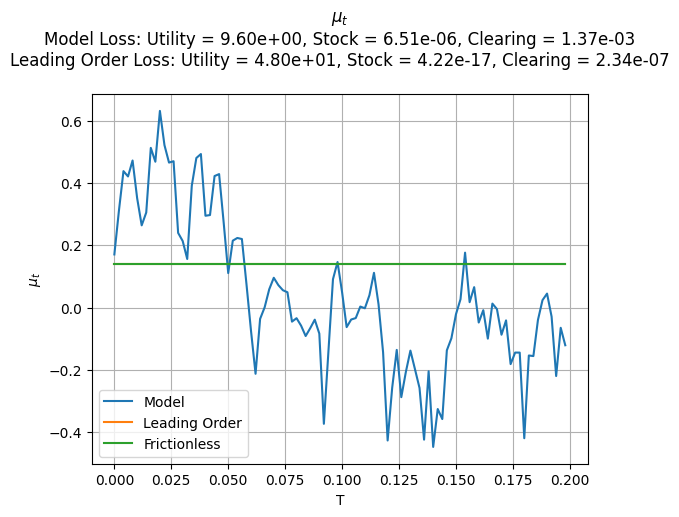 μt
Model Loss: Utility = 9.60e+00, Stock = 6.51e-06, Clearing = 1.37e-03
Leading Order Loss: Utility = 4.80e+01, Stock = 4.22e-17, Clearing = 2.34e-07
0.6
0.4
0.2
0.0
−0.2
−0.4
μt
Model
Leading Order
Frictionless
0.000 0.025 0.050 0.075 0.100 0.125 0.150 0.175 0.200
T